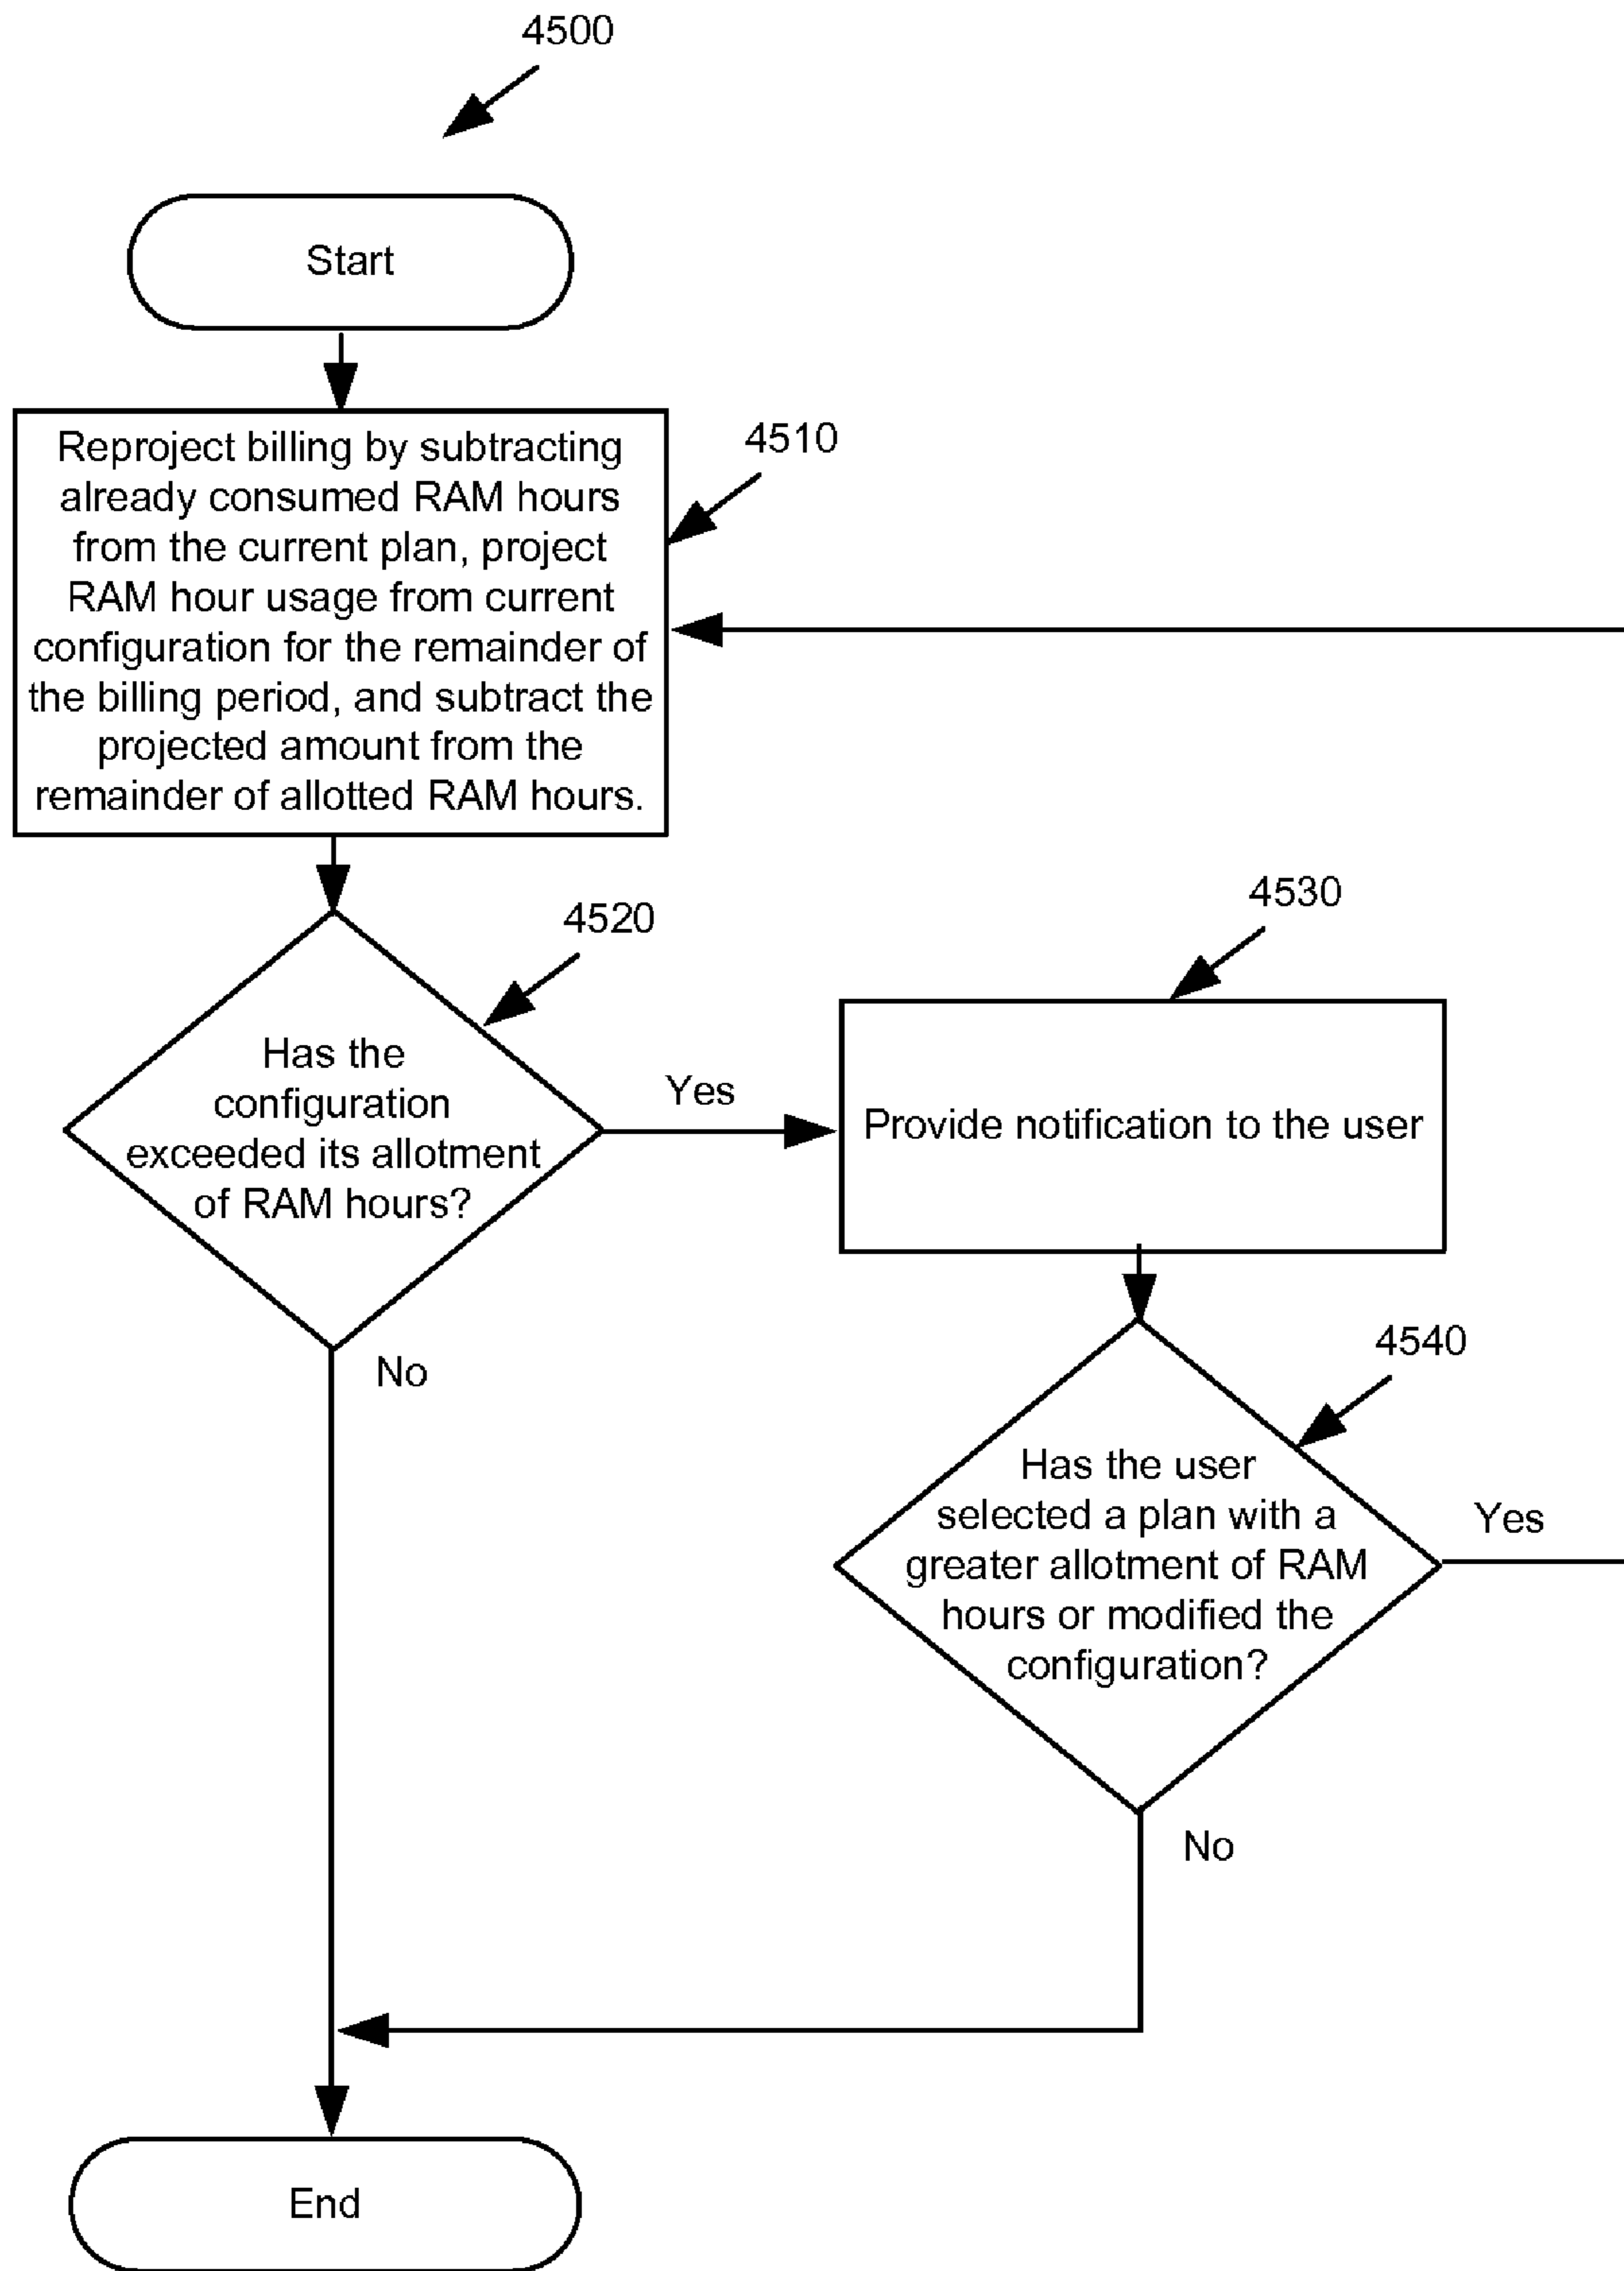 4500
Start
4510
Reproject billing by subtracting
already consumed RAM hours
from the current plan, project
RAM hour usage from current
configuration for the remainder of
the billing period, and subtract the
projected amount from the
remainder of allotted RAM hours.
4520
Has the
configuration
exceeded its allotment
of RAM hours?
Yes
No
4530
Provide notification to the user
4540
Has the user
selected a plan with a
greater allotment of RAM
hours or modified the
configuration?
Yes
No
End